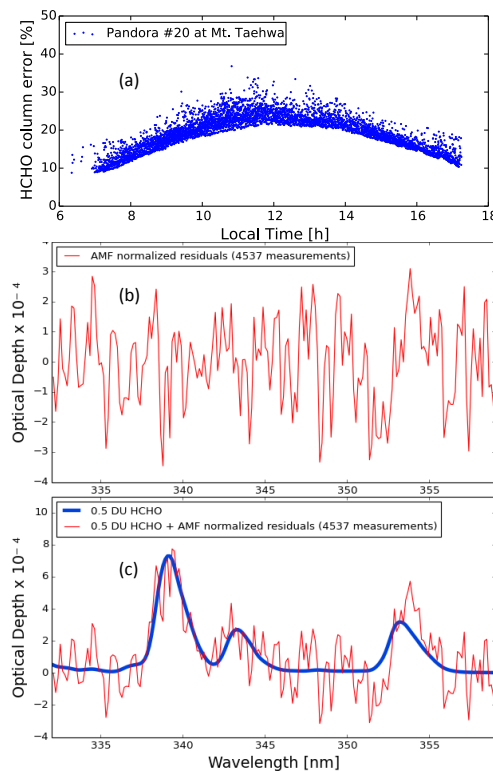 HCHO column error [%]
50
40
30
20
10
0
Pandora #20 at Mt. Taehwa
(a)
6 8 10 12 14 16 18
Local Time [h]
Optical Depth x 10⁻⁴
4
3
2
1
0
−1
−2
−3
−4
AMF normalized residuals (4537 measurements)
(b)
335 340 345 350 355
Optical Depth x 10⁻⁴
10
8
6
4
2
0
−2
−4
0.5 DU HCHO
0.5 DU HCHO + AMF normalized residuals (4537 measurements)
(c)
335 340 345 350 355
Wavelength [nm]